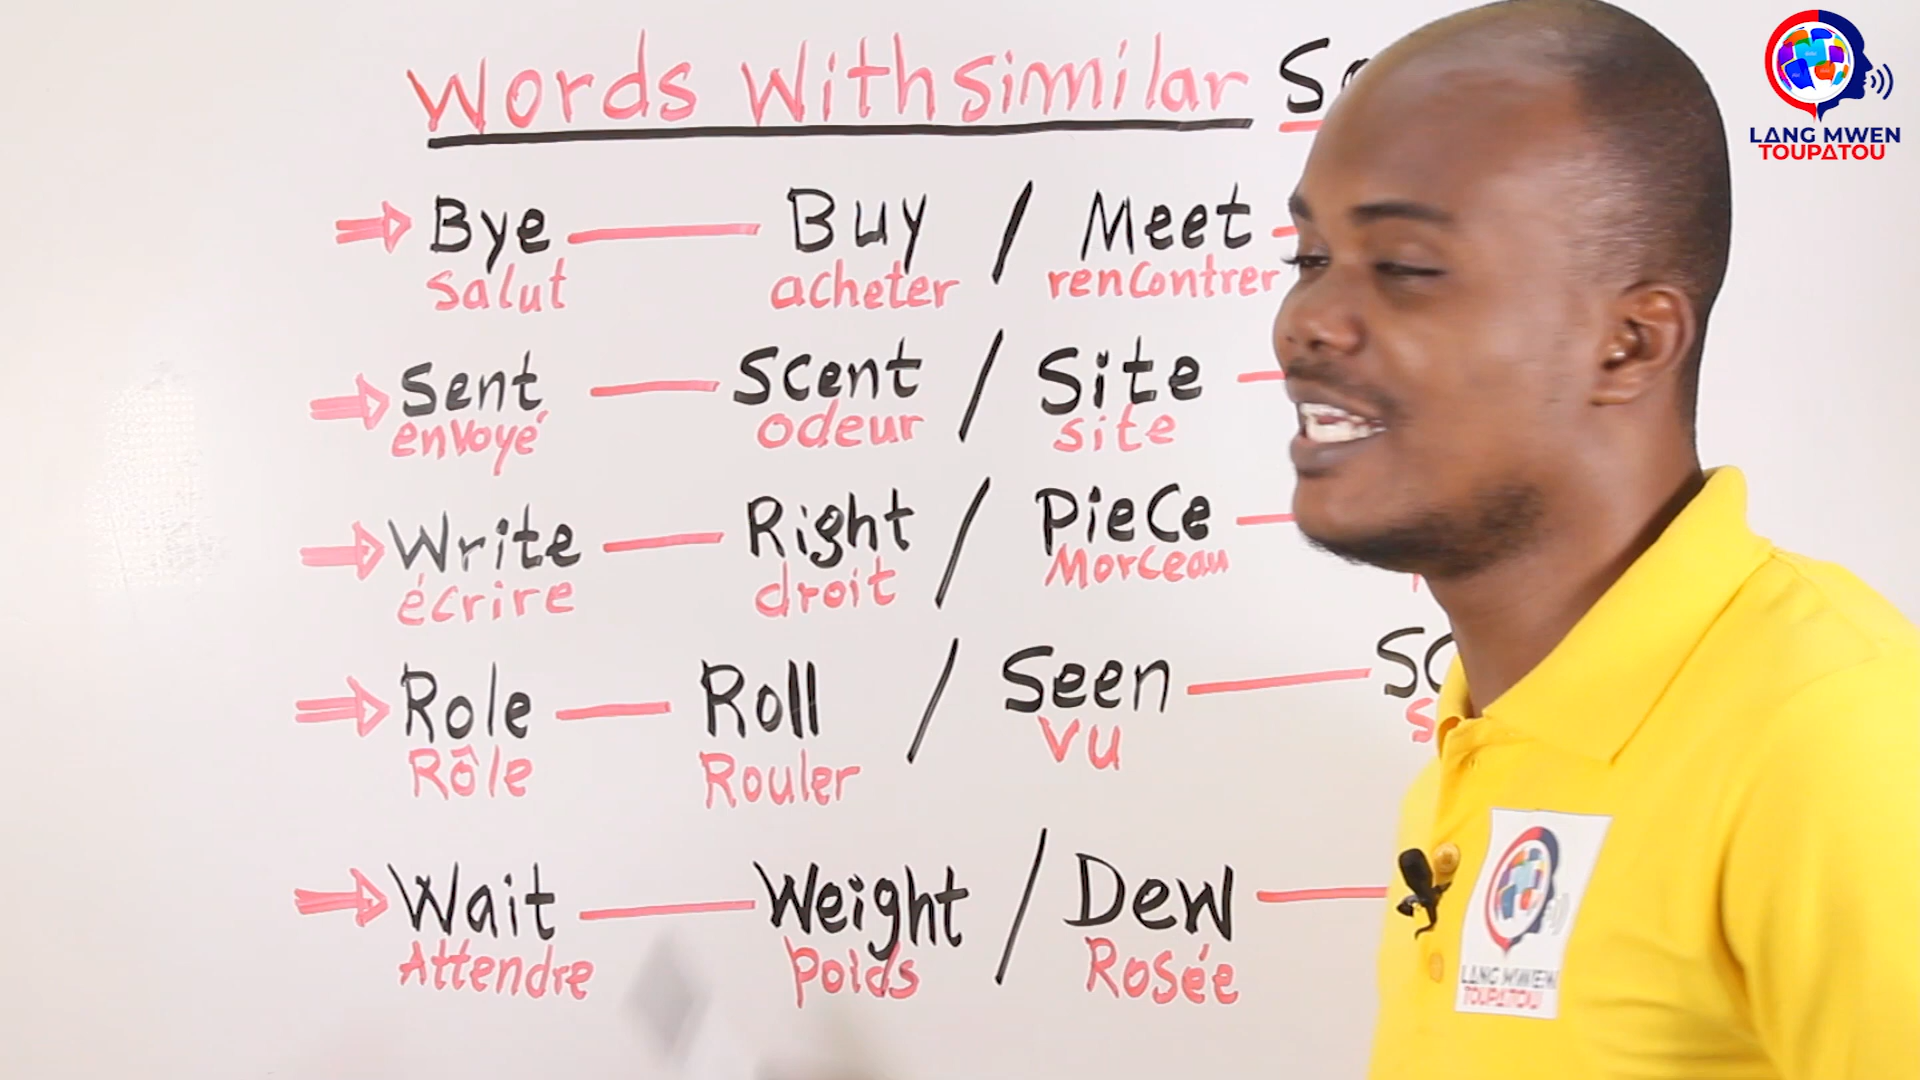 Words With similar
LANG MWEN
TOUPATOU
Bye Buy / Meet
Salut acheter rencontrer
Sent Scent / Site
envoyé odeur site
Write Right / Piece
écrire droit Morceau
Role Roll / Seen
Rôle Rouler Vu
Wait Weight / Dew
Attendre Poids Rosée
LANG MWEN
TOUPATOU